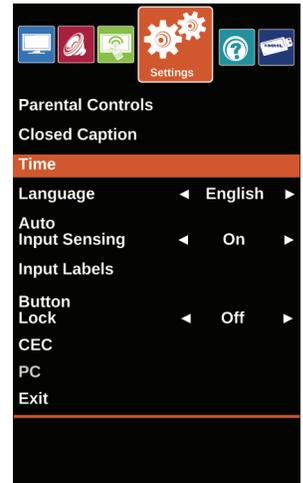 MHL
Settings
Parental Controls
Closed Caption
Time
Language ◄ English ►
Auto
Input Sensing ◄ On ►
Input Labels
Button
Lock ◄ Off ►
CEC
PC
Exit